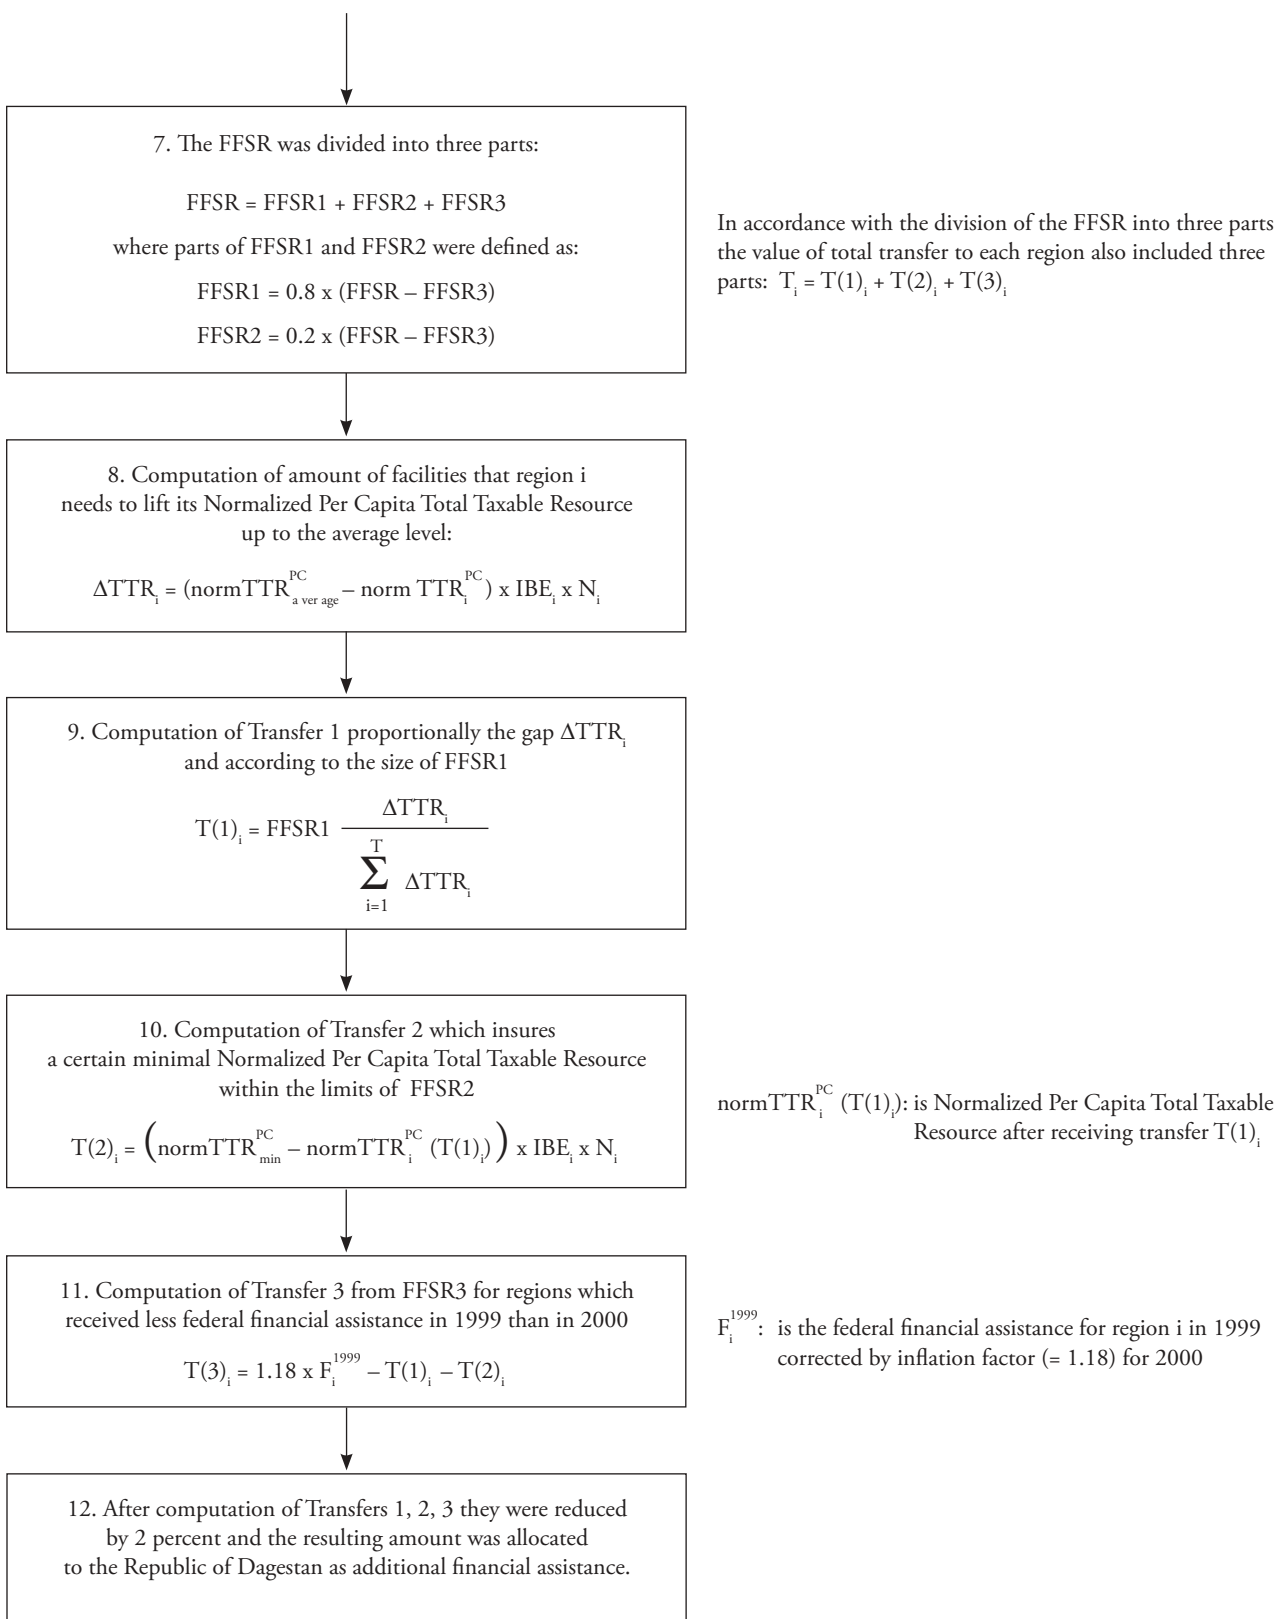 7. The FFSR was divided into three parts:
FFSR = FFSR1 + FFSR2 + FFSR3
where parts of FFSR1 and FFSR2 were defined as:
FFSR1 = 0.8 x (FFSR – FFSR3)
FFSR2 = 0.2 x (FFSR – FFSR3)
In accordance with the division of the FFSR into three parts
the value of total transfer to each region also included three
parts: T_i = T(1)_i + T(2)_i + T(3)_i
8. Computation of amount of facilities that region i
needs to lift its Normalized Per Capita Total Taxable Resource
up to the average level:
ΔTTR_i = (normTTR^PC_a ver age – norm TTR_i^PC) x IBE_i x N_i
9. Computation of Transfer 1 proportionally the gap ΔTTR_i
and according to the size of FFSR1
ΔTTR_i
T(1)_i = FFSR1
T
Σ ΔTTR_i
i=1
10. Computation of Transfer 2 which insures
a certain minimal Normalized Per Capita Total Taxable Resource
within the limits of FFSR2
T(2)_i = (normTTR^PC_min – normTTR_i^PC (T(1)_i)) x IBE_i x N_i
normTTR_i^PC (T(1)_i): is Normalized Per Capita Total Taxable
Resource after receiving transfer T(1)_i
11. Computation of Transfer 3 from FFSR3 for regions which
received less federal financial assistance in 1999 than in 2000
T(3)_i = 1.18 x F_i^1999 – T(1)_i – T(2)_i
F_i^1999: is the federal financial assistance for region i in 1999
corrected by inflation factor (= 1.18) for 2000
12. After computation of Transfers 1, 2, 3 they were reduced
by 2 percent and the resulting amount was allocated
to the Republic of Dagestan as additional financial assistance.